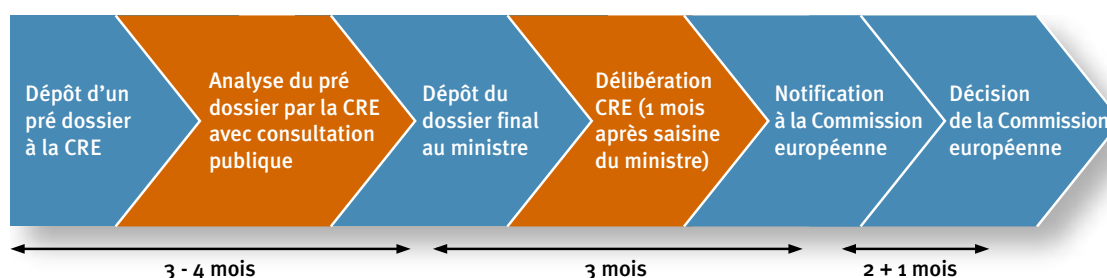 Dépôt d’un
pré dossier
à la CRE
Analyse du pré
dossier par la CRE
avec consultation
publique
Dépôt du
dossier final
au ministre
Délibération
CRE (1 mois
après saisine
du ministre)
Notification
à la Commission
européenne
Décision
de la Commission
européenne
3 - 4 mois
3 mois
2 + 1 mois